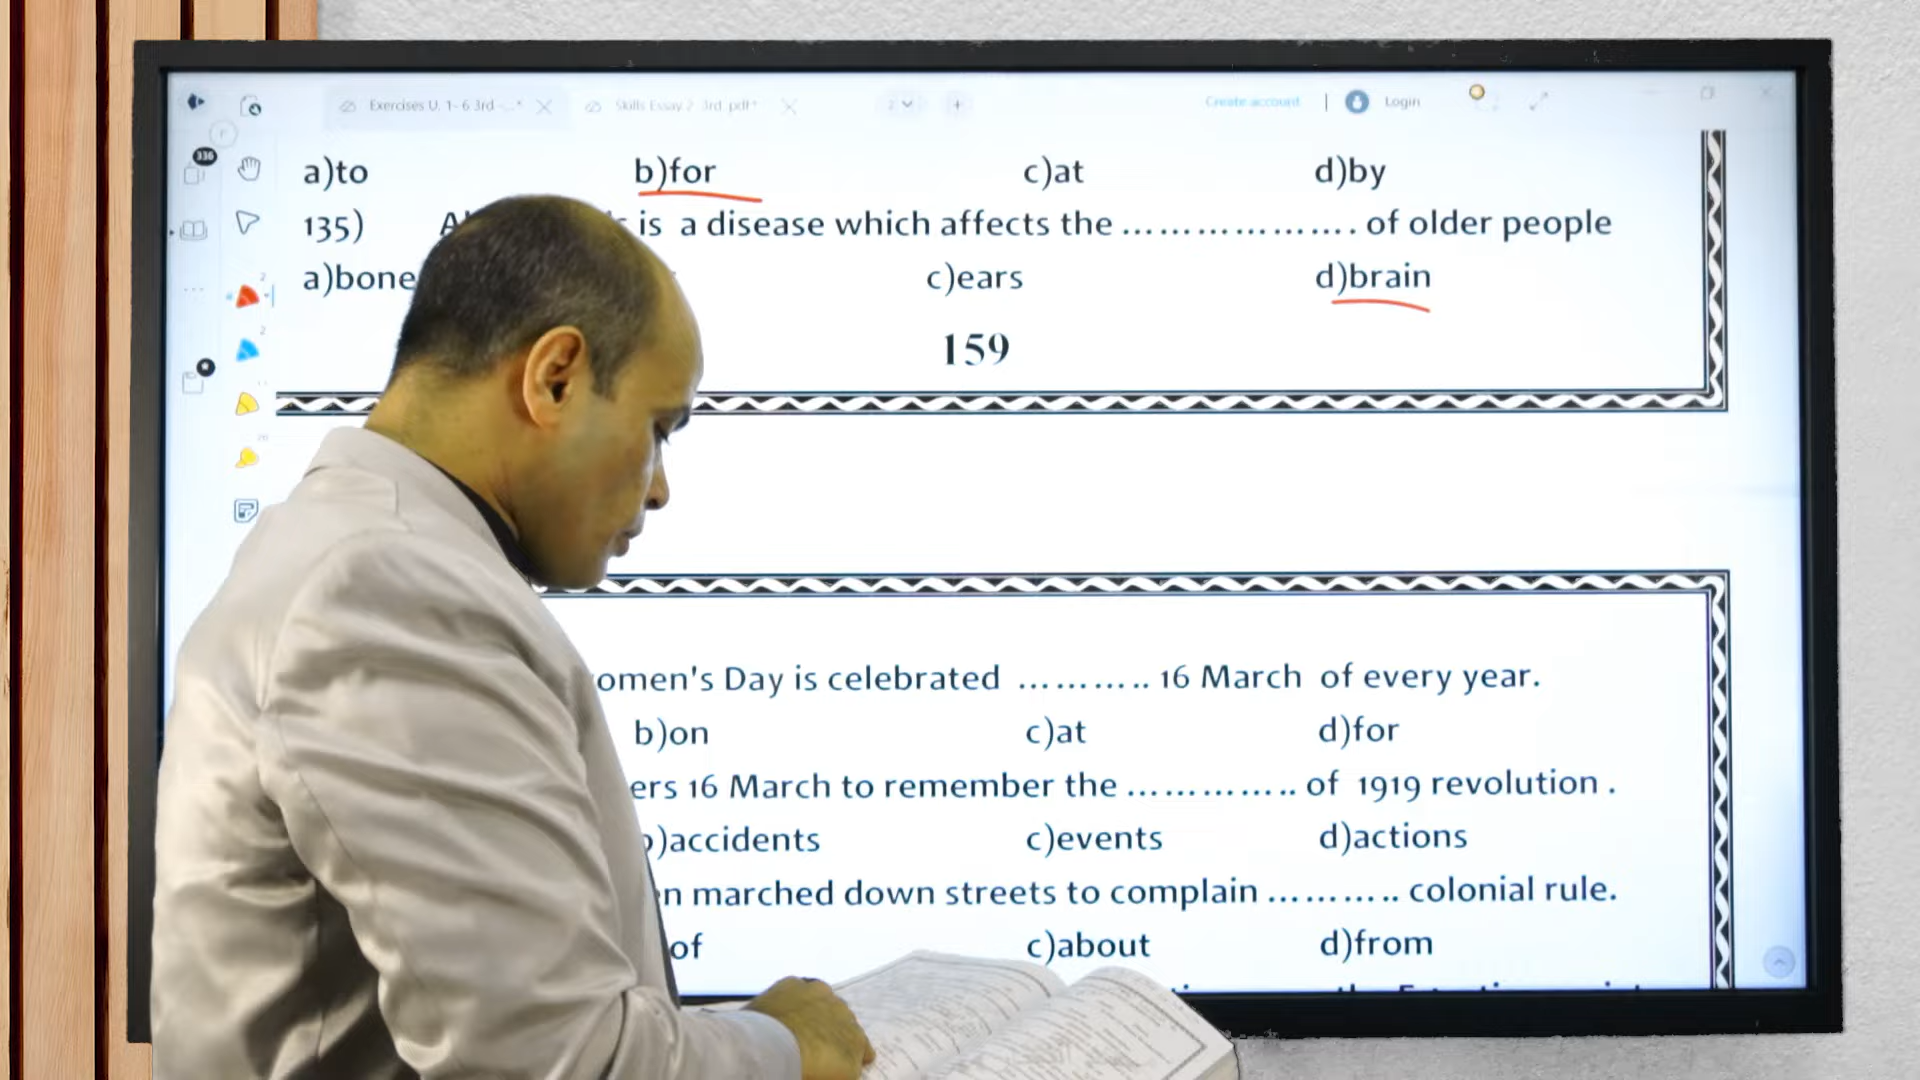 Exercises U. 1-6 3rd -...*
Skills Essay 2 3rd pdf*
2
+
Create account | Login
336
a)to b)for c)at d)by
135) is a disease which affects the .................... of older people
a)bone c)ears d)brain
159
omen's Day is celebrated ........... 16 March of every year.
b)on c)at d)for
ers 16 March to remember the ............... of 1919 revolution .
)accidents c)events d)actions
n marched down streets to complain ........... colonial rule.
of c)about d)from